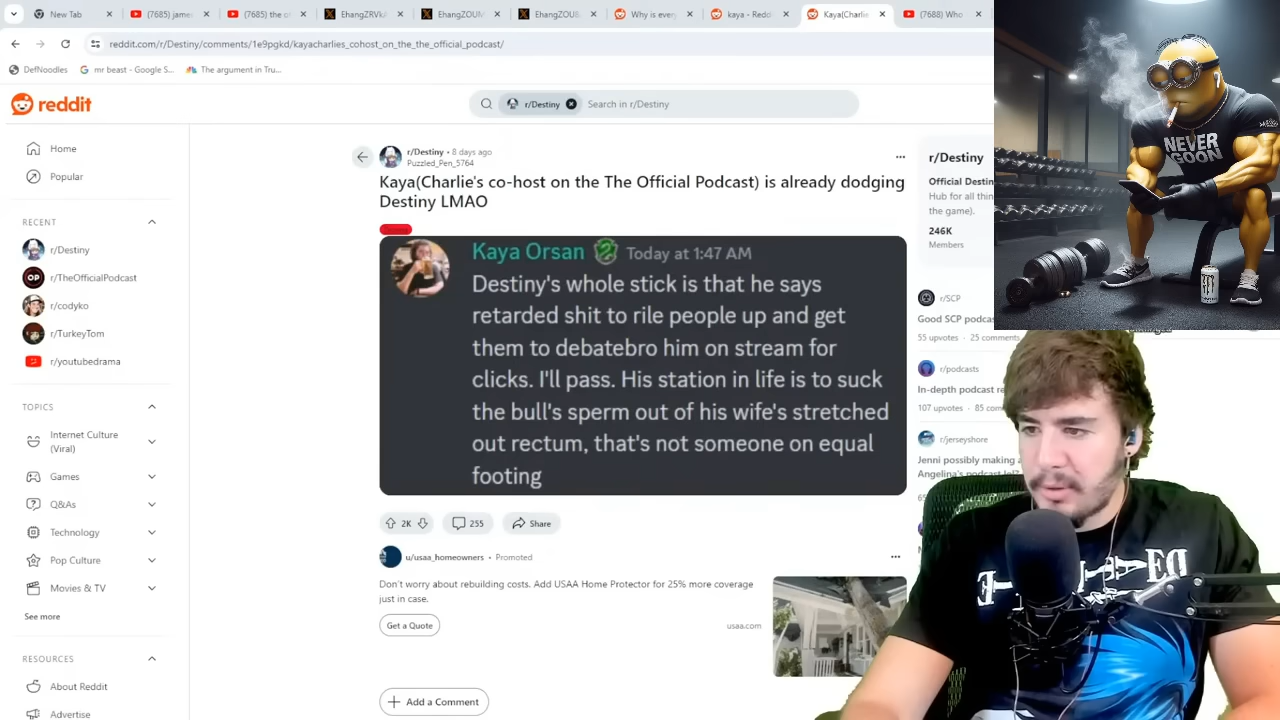 New Tab
(7685) jame
(7685) the o
EhangZRVk
EhangZOUM
EhangZOUB
Why is every
kaya - Reddi
Kaya(Charlie
(7688) Who
reddit.com/r/Destiny/comments/1e9pgkd/kayacharlies_cohost_on_the_the_official_podcast/
DefNoodles
mr beast - Google S...
The argument in Tru...
reddit
r/Destiny
Search in r/Destiny
Home
Popular
RECENT
r/Destiny
r/TheOfficialPodcast
r/codyko
r/TurkeyTom
r/youtubedrama
TOPICS
Internet Culture
(Viral)
Games
Q&As
Technology
Pop Culture
Movies & TV
See more
RESOURCES
About Reddit
Advertise
r/Destiny • 8 days ago
Puzzled_Pen_5764
Kaya(Charlie's co-host on the The Official Podcast) is already dodging
Destiny LMAO
Kaya Orsan Today at 1:47 AM
Destiny's whole stick is that he says
retarded shit to rile people up and get
them to debatebro him on stream for
clicks. I'll pass. His station in life is to suck
the bull's sperm out of his wife's stretched
out rectum, that's not someone on equal
footing
2K
255
Share
u/usaa_homeowners • Promoted
Don't worry about rebuilding costs. Add USAA Home Protector for 25% more coverage
just in case.
Get a Quote
usaa.com
Add a Comment
r/Destiny
Official Destin
Hub for all thin
the game).
246K
Members
r/SCP
Good SCP podcas
55 upvotes · 25 comments
r/podcasts
In-depth podcast re
107 upvotes · 85 com
r/jerseyshore
Jenni possibly making a
Angelina's podcast lol?
NEVER
GOON